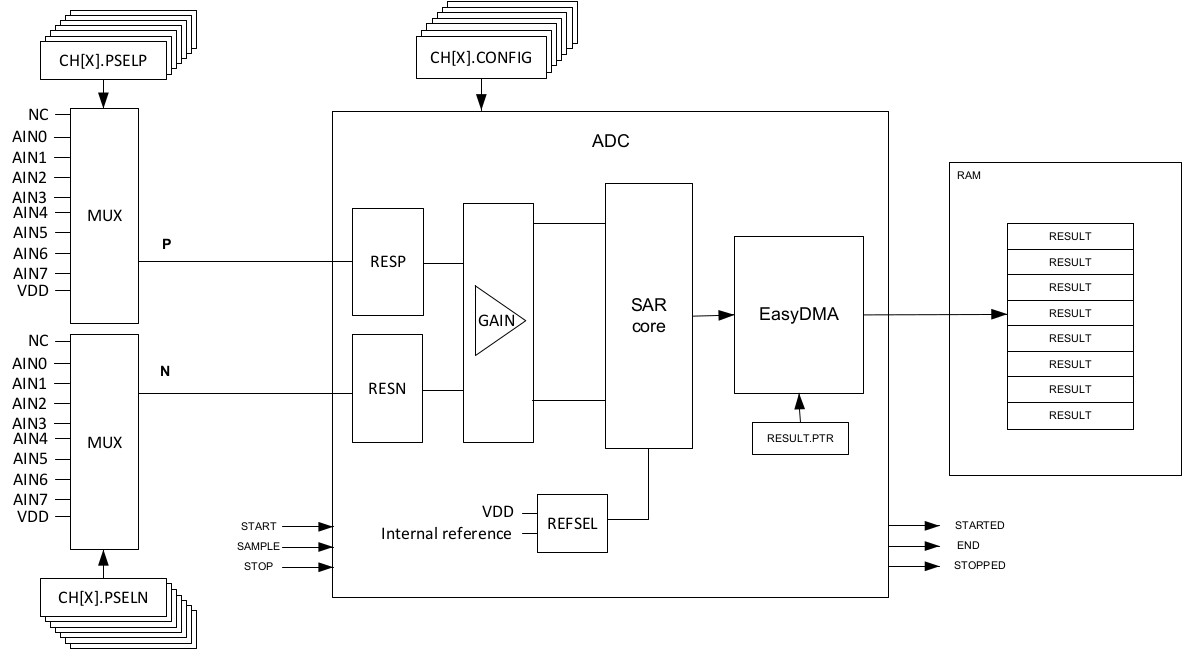 CH[X].PSELP
CH[X].CONFIG
NC
AIN0
AIN1
AIN2
AIN3
AIN4
AIN5
AIN6
AIN7
VDD
MUX
P
NC
AIN0
AIN1
AIN2
AIN3
AIN4
AIN5
AIN6
AIN7
VDD
MUX
N
CH[X].PSELN
ADC
RESP
RESN
GAIN
SAR
core
EasyDMA
RESULT.PTR
VDD
Internal reference
REFSEL
START
SAMPLE
STOP
STARTED
END
STOPPED
RAM
RESULT
RESULT
RESULT
RESULT
RESULT
RESULT
RESULT
RESULT